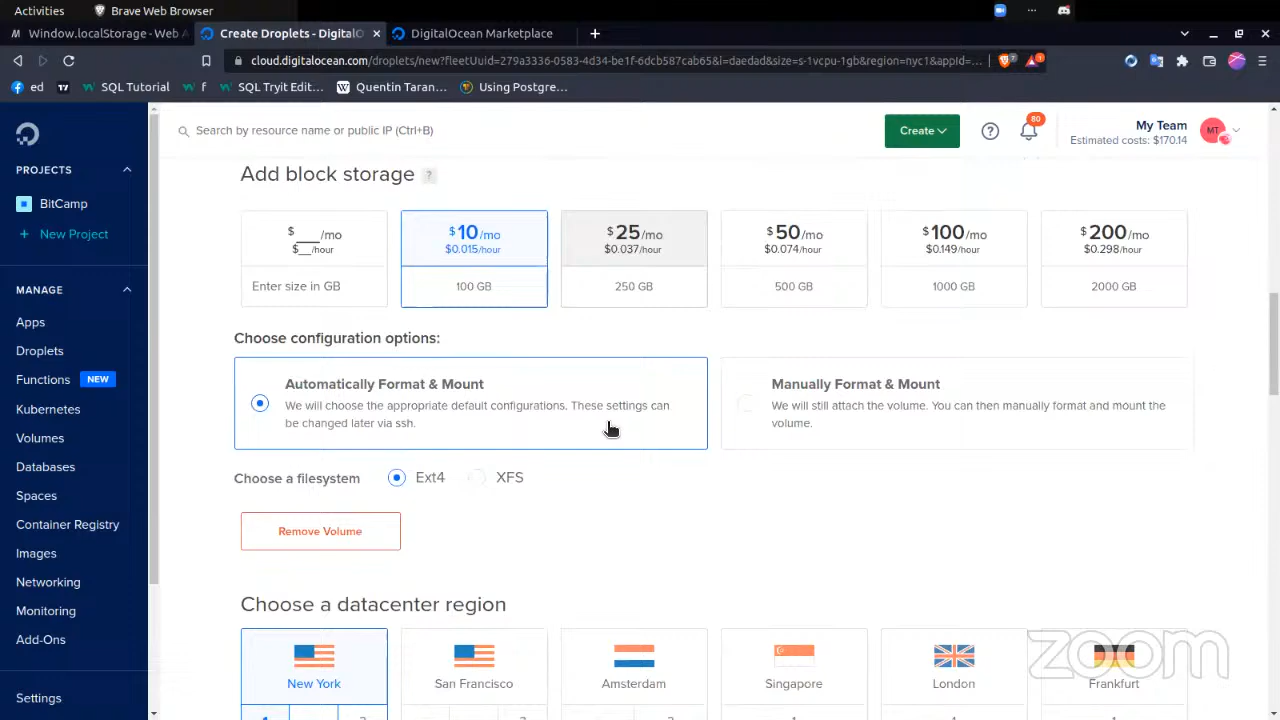 Activities
Brave Web Browser
Window.localStorage - Web A
Create Droplets - DigitalO
DigitalOcean Marketplace
cloud.digitalocean.com/droplets/new?fleetUuid=279a3336-0583-4d34-be1f-6dcb587cab65&i=daedad&size=s-1vcpu-1gb&region=nyc1&appId=...
ed
SQL Tutorial
f
SQL Tryit Edit...
Quentin Taran...
Using Postgre...
Search by resource name or public IP (Ctrl+B)
Create
?
80
My Team
Estimated costs: $170.14
MT
PROJECTS
BitCamp
+ New Project
MANAGE
Apps
Droplets
Functions NEW
Kubernetes
Volumes
Databases
Spaces
Container Registry
Images
Networking
Monitoring
Add-Ons
Settings
Add block storage ?
$___/mo
$__/hour
Enter size in GB
$10/mo
$0.015/hour
100 GB
$25/mo
$0.037/hour
250 GB
$50/mo
$0.074/hour
500 GB
$100/mo
$0.149/hour
1000 GB
$200/mo
$0.298/hour
2000 GB
Choose configuration options:
Automatically Format & Mount
We will choose the appropriate default configurations. These settings can
be changed later via ssh.
Manually Format & Mount
We will still attach the volume. You can then manually format and mount the
volume.
Choose a filesystem
Ext4
XFS
Remove Volume
Choose a datacenter region
New York
San Francisco
Amsterdam
Singapore
London
Frankfurt
zoom